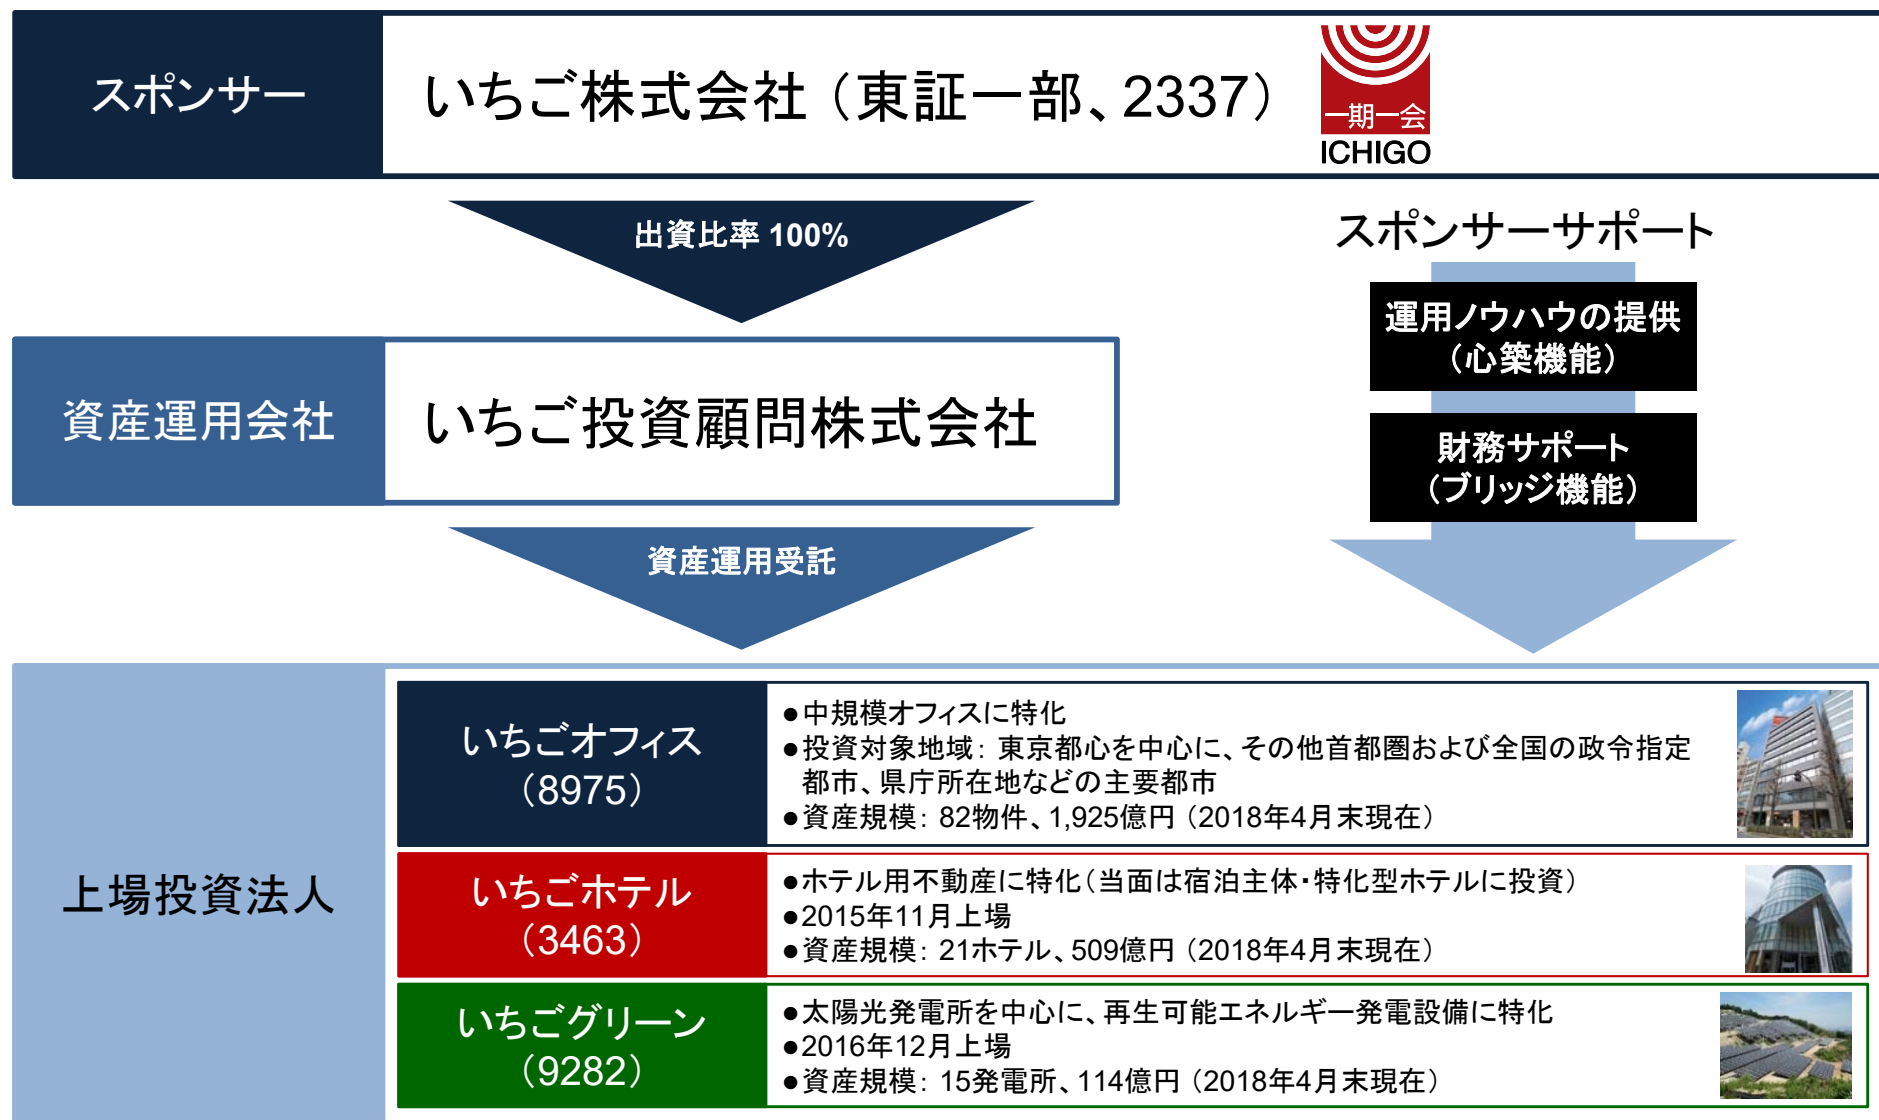 スポンサー
いちご株式会社（東証一部、2337）
一期一会
ICHIGO
出資比率 100%
スポンサーサポート
運用ノウハウの提供
（心築機能）
財務サポート
（ブリッジ機能）
資産運用会社
いちご投資顧問株式会社
資産運用受託
上場投資法人
いちごオフィス
（8975）
●中規模オフィスに特化
●投資対象地域： 東京都心を中心に、その他首都圏および全国の政令指定
都市、県庁所在地などの主要都市
●資産規模： 82物件、1,925億円（2018年4月末現在）
いちごホテル
（3463）
●ホテル用不動産に特化（当面は宿泊主体・特化型ホテルに投資）
●2015年11月上場
●資産規模： 21ホテル、509億円（2018年4月末現在）
いちごグリーン
（9282）
●太陽光発電所を中心に、再生可能エネルギー発電設備に特化
●2016年12月上場
●資産規模： 15発電所、114億円（2018年4月末現在）